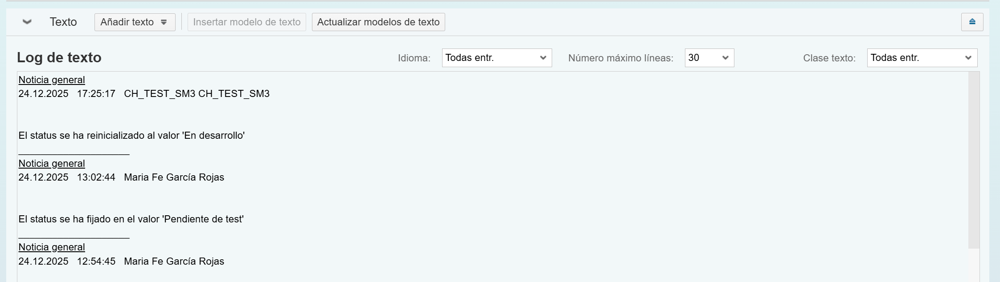 Texto Añadir texto Insertar modelo de texto Actualizar modelos de texto
Log de texto Idioma: Todas entr. Número máximo líneas: 30 Clase texto: Todas entr.
Noticia general
24.12.2025 17:25:17 CH_TEST_SM3 CH_TEST_SM3
El status se ha reinicializado al valor 'En desarrollo'
____________________
Noticia general
24.12.2025 13:02:44 Maria Fe García Rojas
El status se ha fijado en el valor 'Pendiente de test'
____________________
Noticia general
24.12.2025 12:54:45 Maria Fe García Rojas